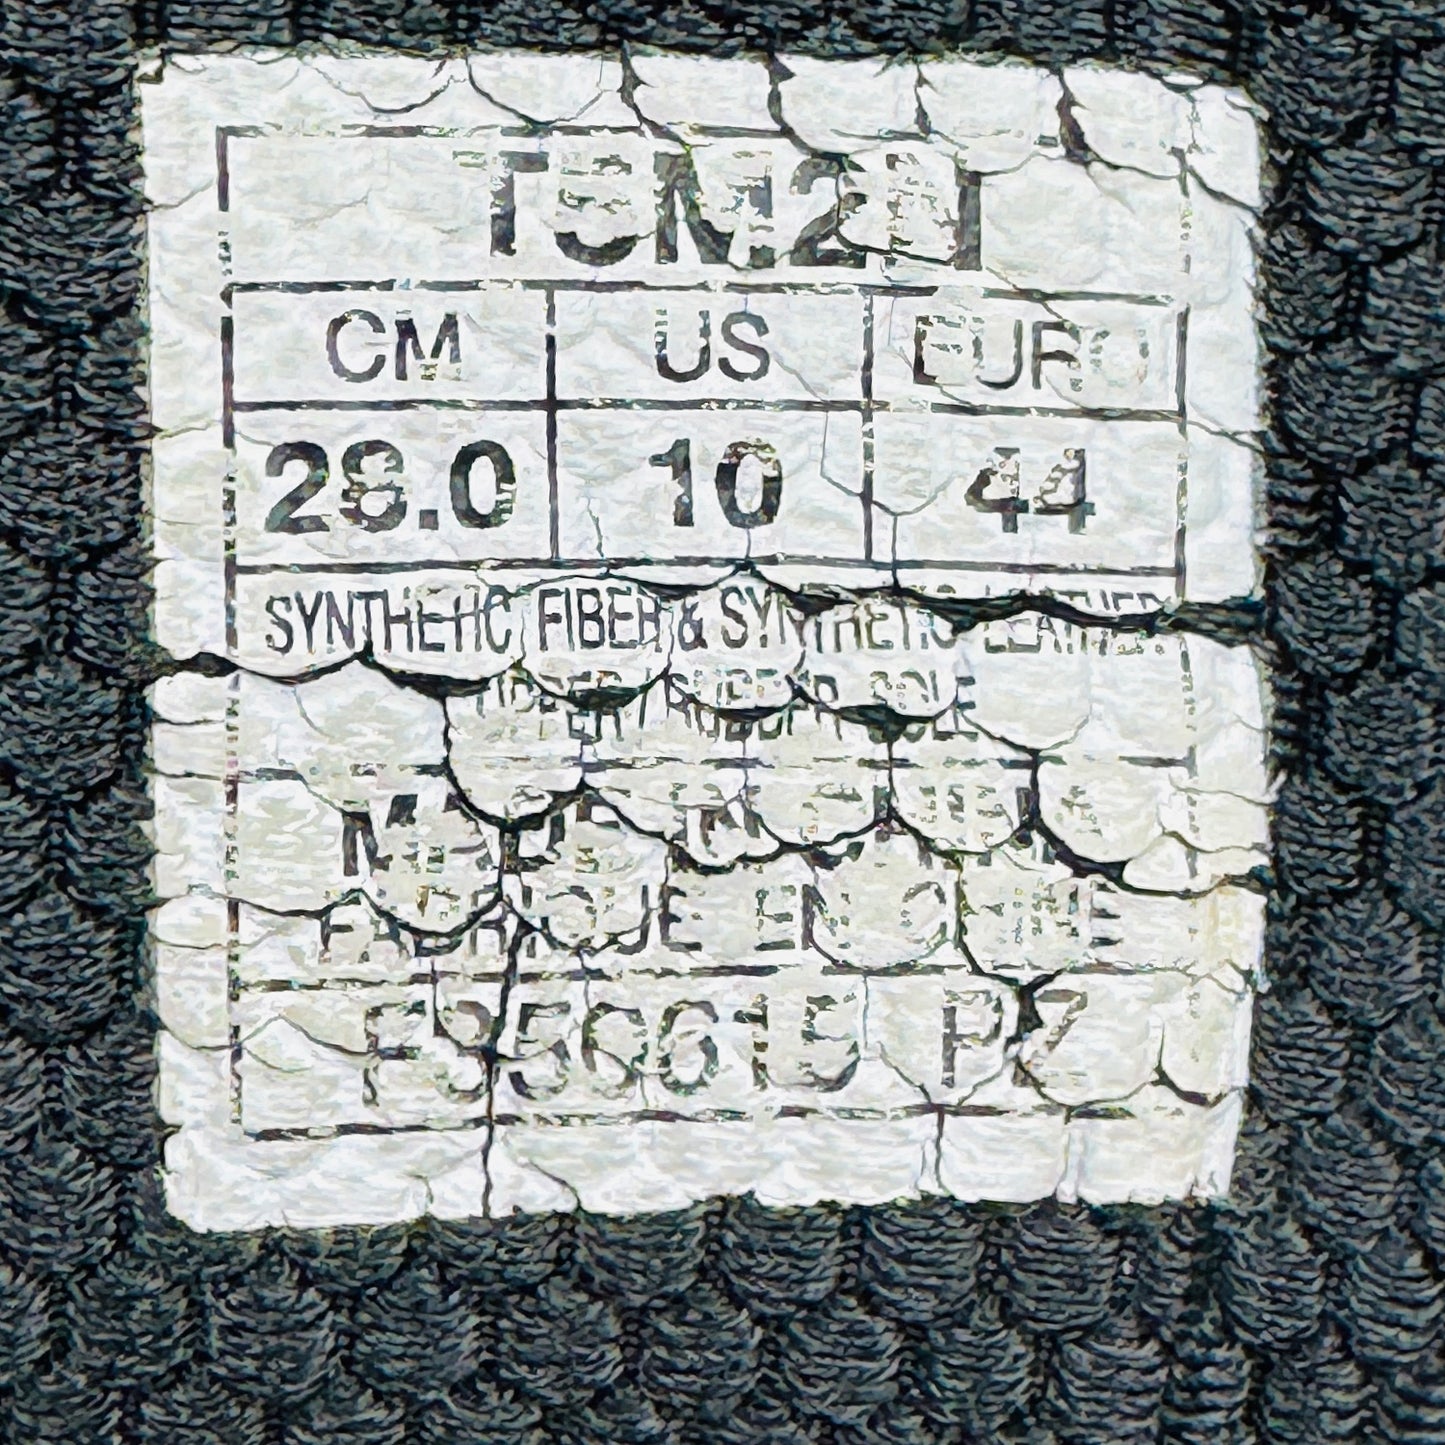 CM US EURO
28.0 10 44
SYNTHETIC FIBER & SYNTHETIC LEATHER
UPPER / RUBBER SOLE
MADE IN CHINA
FABRIQUE EN CHINE
PZ